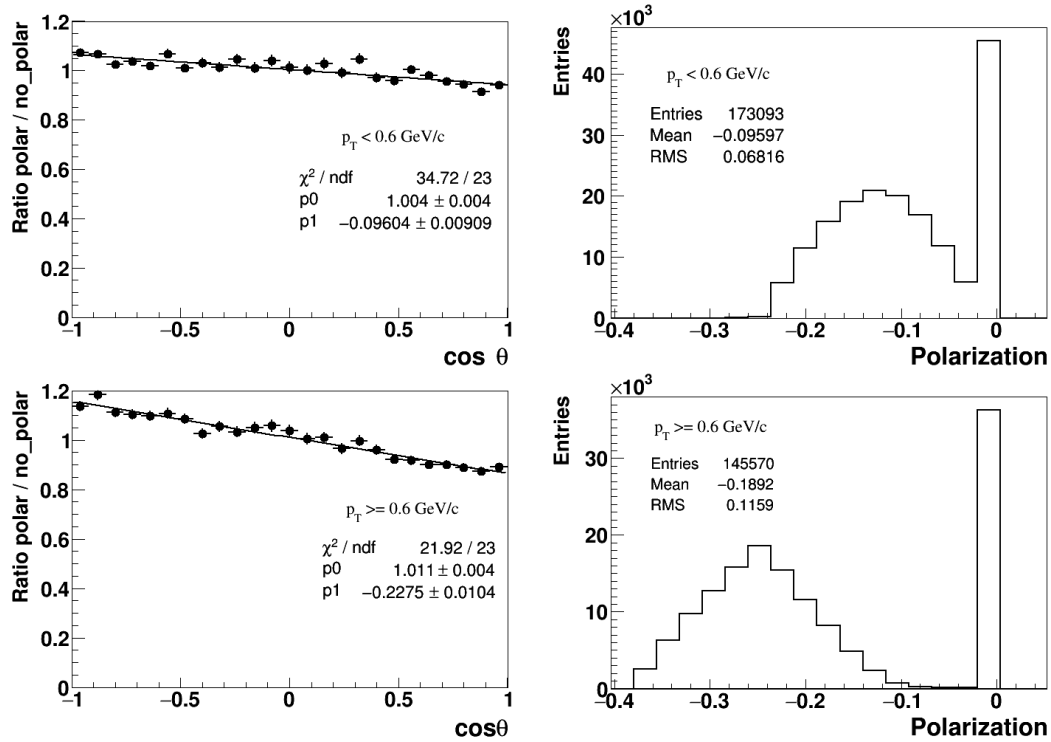 Ratio polar / no_polar
1.2
1
0.8
0.6
0.4
0.2
0
p_T < 0.6 GeV/c
χ² / ndf 34.72 / 23
p0 1.004 ± 0.004
p1 −0.09604 ± 0.00909
−1 −0.5 0 0.5 1
cos θ
×10³
Entries
40
30
20
10
0
p_T < 0.6 GeV/c
Entries 173093
Mean −0.09597
RMS 0.06816
−0.4 −0.3 −0.2 −0.1 0
Polarization
Ratio polar / no_polar
1.2
1
0.8
0.6
0.4
0.2
0
p_T >= 0.6 GeV/c
χ² / ndf 21.92 / 23
p0 1.011 ± 0.004
p1 −0.2275 ± 0.0104
−1 −0.5 0 0.5 1
cosθ
×10³
Entries
30
20
10
0
p_T >= 0.6 GeV/c
Entries 145570
Mean −0.1892
RMS 0.1159
−0.4 −0.3 −0.2 −0.1 0
Polarization